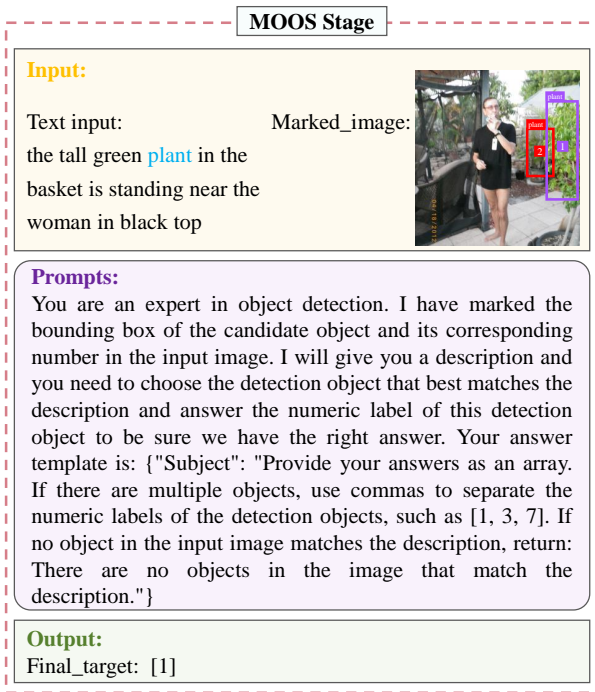 MOOS Stage
Input:
Text input:
Marked_image:
the tall green plant in the
basket is standing near the
woman in black top
plant
plant
2
1
Prompts:
You are an expert in object detection. I have marked the
bounding box of the candidate object and its corresponding
number in the input image. I will give you a description and
you need to choose the detection object that best matches the
description and answer the numeric label of this detection
object to be sure we have the right answer. Your answer
template is: {"Subject": "Provide your answers as an array.
If there are multiple objects, use commas to separate the
numeric labels of the detection objects, such as [1, 3, 7]. If
no object in the input image matches the description, return:
There are no objects in the image that match the
description."}
Output:
Final_target: [1]